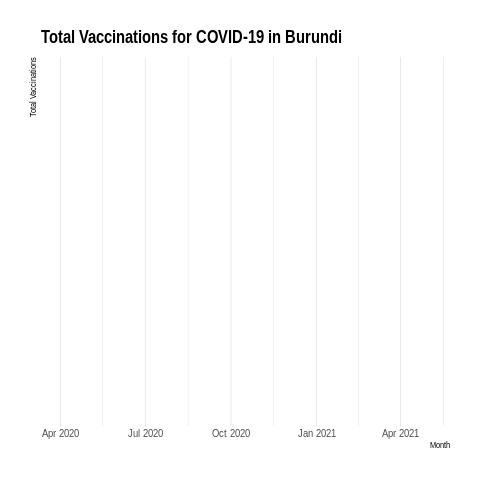 Total Vaccinations for COVID-19 in Burundi
Total Vaccinations
Apr 2020 Jul 2020 Oct 2020 Jan 2021 Apr 2021
Month